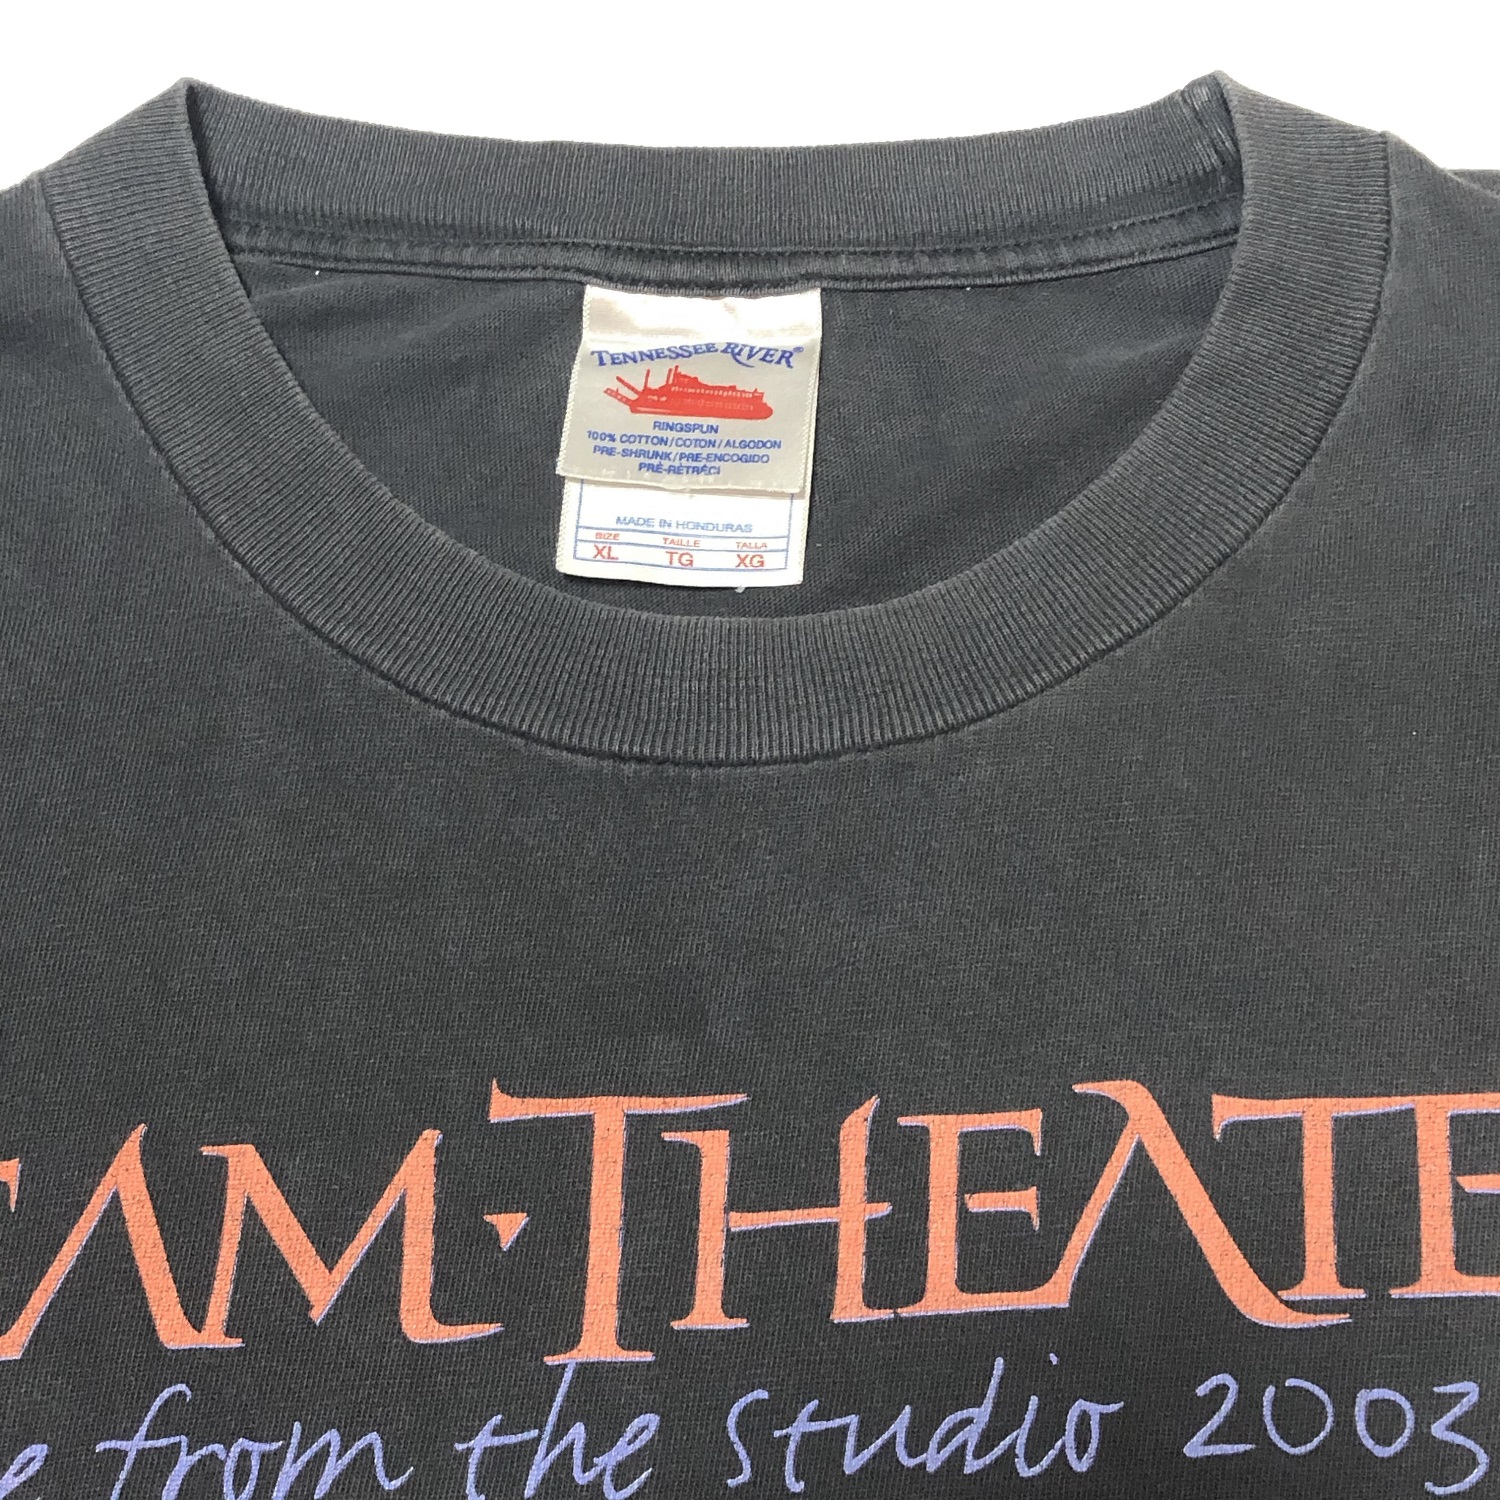 TENNESSEE RIVER®
RINGSPUN
100% COTTON/COTON/ALGODON
PRE-SHRUNK/PRE-ENCOGIDO
PRÉ-RÉTRÉCI
MADE IN HONDURAS
SIZE TAILLE TALLA
XL TG XG
EAM·THEATE
e from the studio 2003